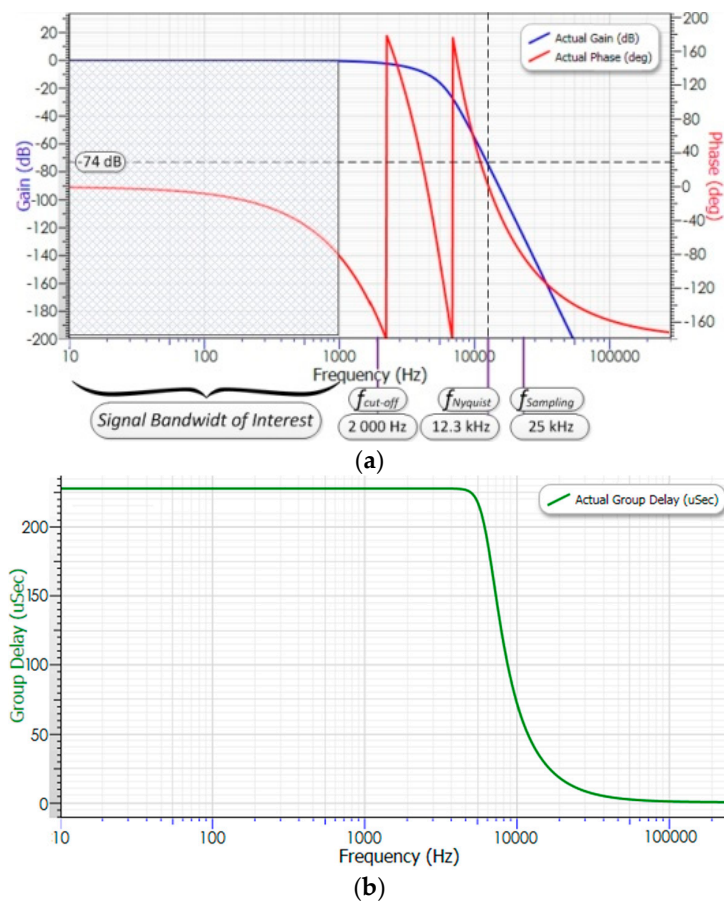 Actual Gain (dB)
Actual Phase (deg)
Gain (dB)
20
0
-20
-40
-60
-80
-100
-120
-140
-160
-180
-200
-74 dB
200
160
120
80
40
0
-40
-80
-120
-160
Phase (deg)
10
100
1000
10000
100000
Frequency (Hz)
Signal Bandwidt of Interest
fcut-off
2 000 Hz
fNyquist
12.3 kHz
fSampling
25 kHz
(a)
Actual Group Delay (uSec)
Group Delay (uSec)
200
150
100
50
0
10
100
1000
10000
100000
Frequency (Hz)
(b)